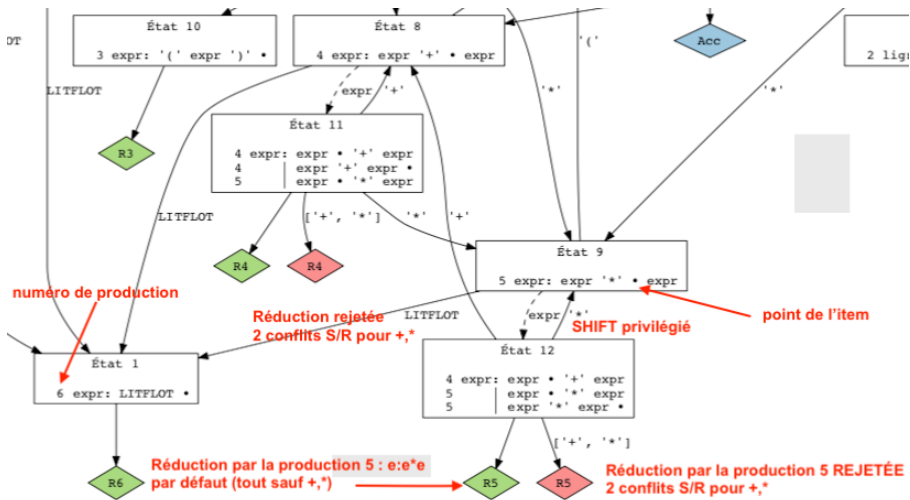 État 10
3 expr: '(' expr ')' •
État 8
4 expr: expr '+' • expr
Acc
2 lign
LOT
LITFLOT
expr
'+'
'*'
'('
'*'
État 11
4 expr: expr • '+' expr
4 | expr '+' expr •
5 | expr • '*' expr
R3
LITFLOT
['+', '*']
'*'
'+'
R4
R4
État 9
5 expr: expr '*' • expr
numéro de production
Réduction rejetée
2 conflits S/R pour +,*
LITFLOT
expr
'*'
SHIFT privilégié
point de l'item
État 1
6 expr: LITFLOT •
État 12
4 expr: expr • '+' expr
5 | expr • '*' expr
5 | expr '*' expr •
['+', '*']
R6
Réduction par la production 5 : e:e*e
par défaut (tout sauf +,*)
R5
R5
Réduction par la production 5 REJETÉE
2 conflits S/R pour +,*